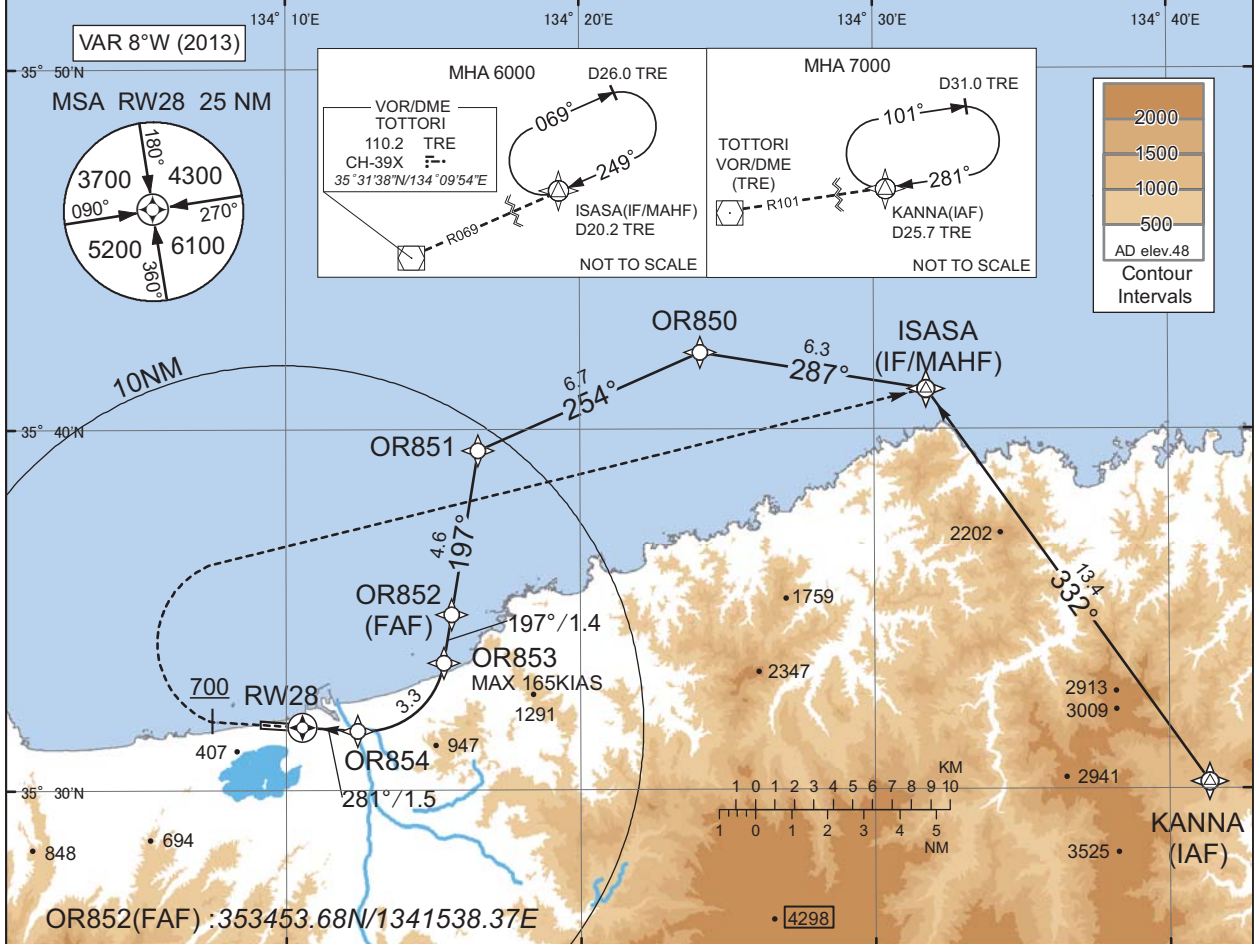 134° 10'E
134° 20'E
134° 30'E
134° 40'E
VAR 8°W (2013)
35° 50'N
MSA RW28 25 NM
180°
3700
4300
090°
270°
5200
6100
360°
MHA 6000
D26.0 TRE
VOR/DME
TOTTORI
110.2 TRE
CH-39X
35°31'38"N/134°09'54"E
069°
249°
ISASA(IF/MAHF)
D20.2 TRE
R069
NOT TO SCALE
MHA 7000
D31.0 TRE
101°
281°
TOTTORI
VOR/DME
(TRE)
R101
KANNA(IAF)
D25.7 TRE
NOT TO SCALE
2000
1500
1000
500
AD elev.48
Contour
Intervals
OR850
ISASA
(IF/MAHF)
6.3
287°
10NM
6.7
254°
35° 40'N
OR851
4.6
197°
2202
13.4
332°
OR852
(FAF)
1759
197°/1.4
OR853
MAX 165KIAS
2347
700
RW28
3.3
1291
2913
3009
407
OR854
947
281°/1.5
KM
1 0 1 2 3 4 5 6 7 8 9 10
1 0 1 2 3 4 5
NM
2941
35° 30'N
KANNA
(IAF)
694
848
3525
OR852(FAF) :353453.68N/1341538.37E
4298